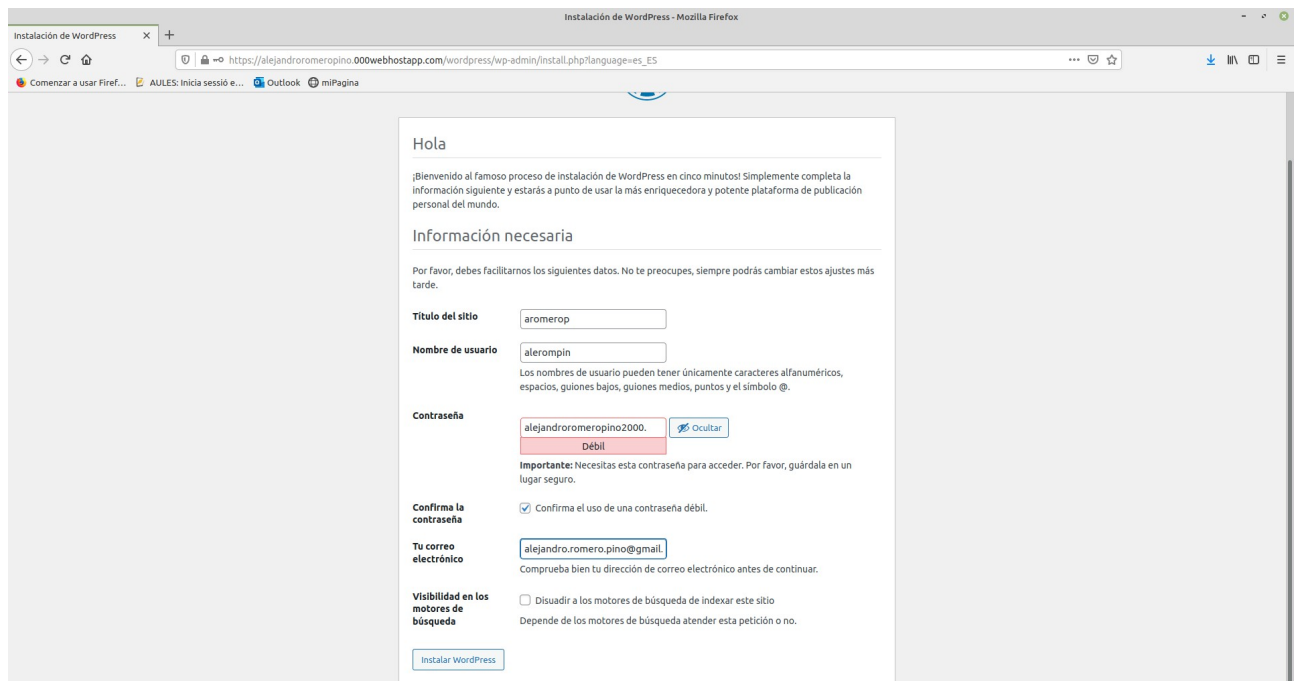 Instalación de WordPress - Mozilla Firefox
Instalación de WordPress
https://alejandroromeropino.000webhostapp.com/wordpress/wp-admin/install.php?language=es_ES
Comenzar a usar Firef... AULES: Inicia sessió e... Outlook miPagina
Hola
¡Bienvenido al famoso proceso de instalación de WordPress en cinco minutos! Simplemente completa la
información siguiente y estarás a punto de usar la más enriquecedora y potente plataforma de publicación
personal del mundo.
Información necesaria
Por favor, debes facilitarnos los siguientes datos. No te preocupes, siempre podrás cambiar estos ajustes más
tarde.
Título del sitio
aromerop
Nombre de usuario
alerompin
Los nombres de usuario pueden tener únicamente caracteres alfanuméricos,
espacios, guiones bajos, guiones medios, puntos y el símbolo @.
Contraseña
alejandroromeropino2000.
Ocultar
Débil
Importante: Necesitas esta contraseña para acceder. Por favor, guárdala en un
lugar seguro.
Confirma la
contraseña
Confirma el uso de una contraseña débil.
Tu correo
electrónico
alejandro.romero.pino@gmail.
Comprueba bien tu dirección de correo electrónico antes de continuar.
Visibilidad en los
motores de
búsqueda
Disuadir a los motores de búsqueda de indexar este sitio
Depende de los motores de búsqueda atender esta petición o no.
Instalar WordPress